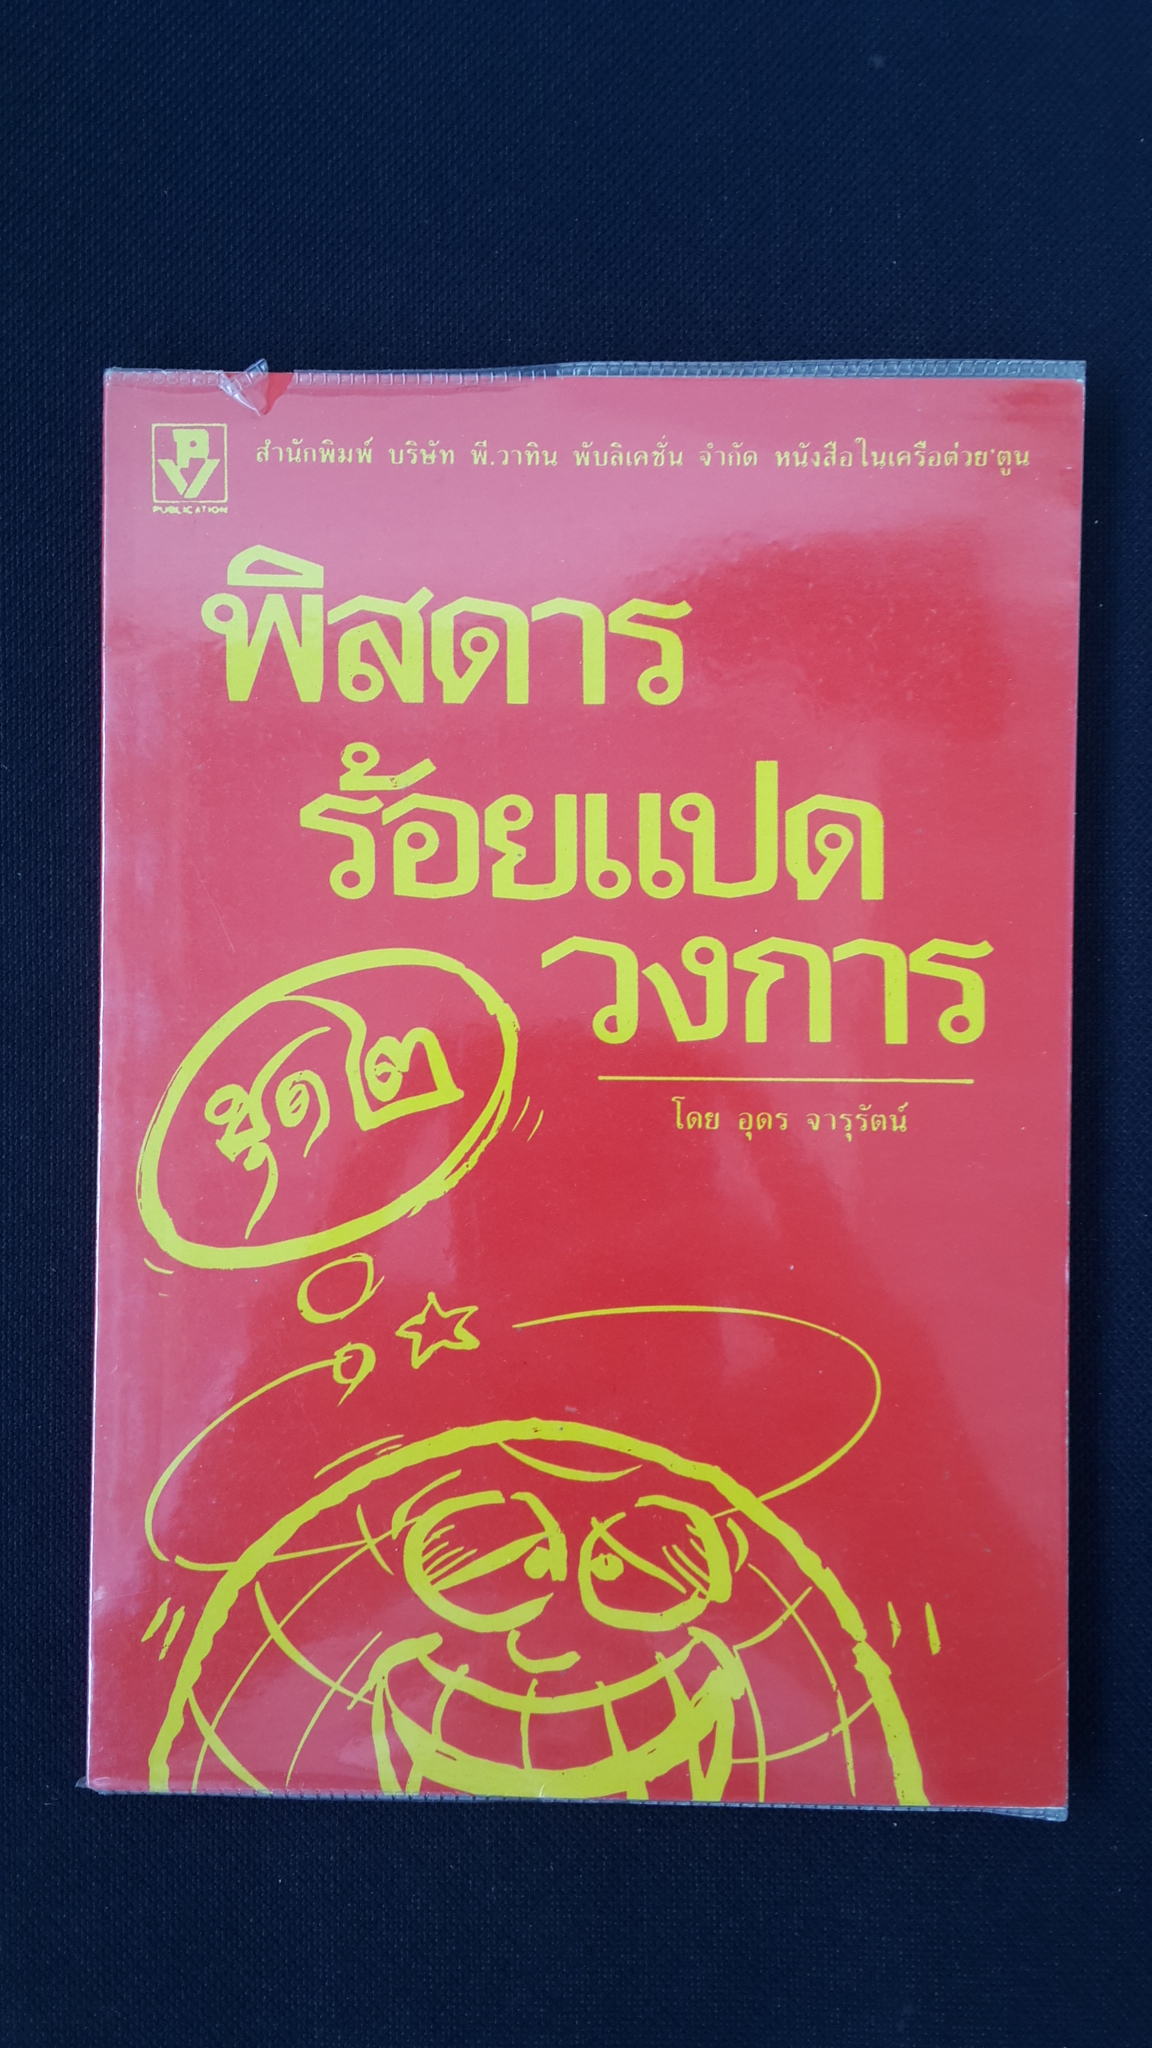 PV
PUBLICATION
สำนักพิมพ์ บริษัท พี.วาทิน พับลิเคชั่น จำกัด หนังสือในเครือต่วย'ตูน
พิสดาร
ร้อยแปด
วงการ
ชุด ๒
โดย อุดร จารุรัตน์